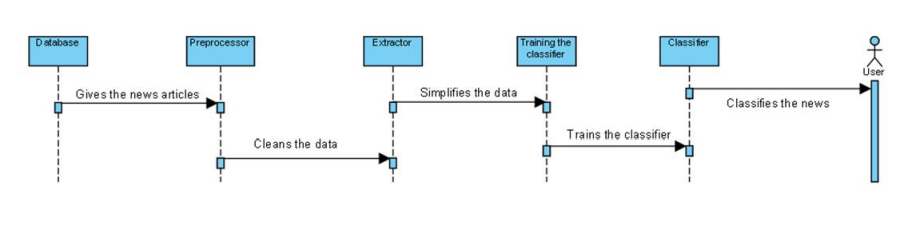 Database
Preprocessor
Extractor
Training the
classifier
Classifier
User
Gives the news articles
Simplifies the data
Classifies the news
Trains the classifier
Cleans the data